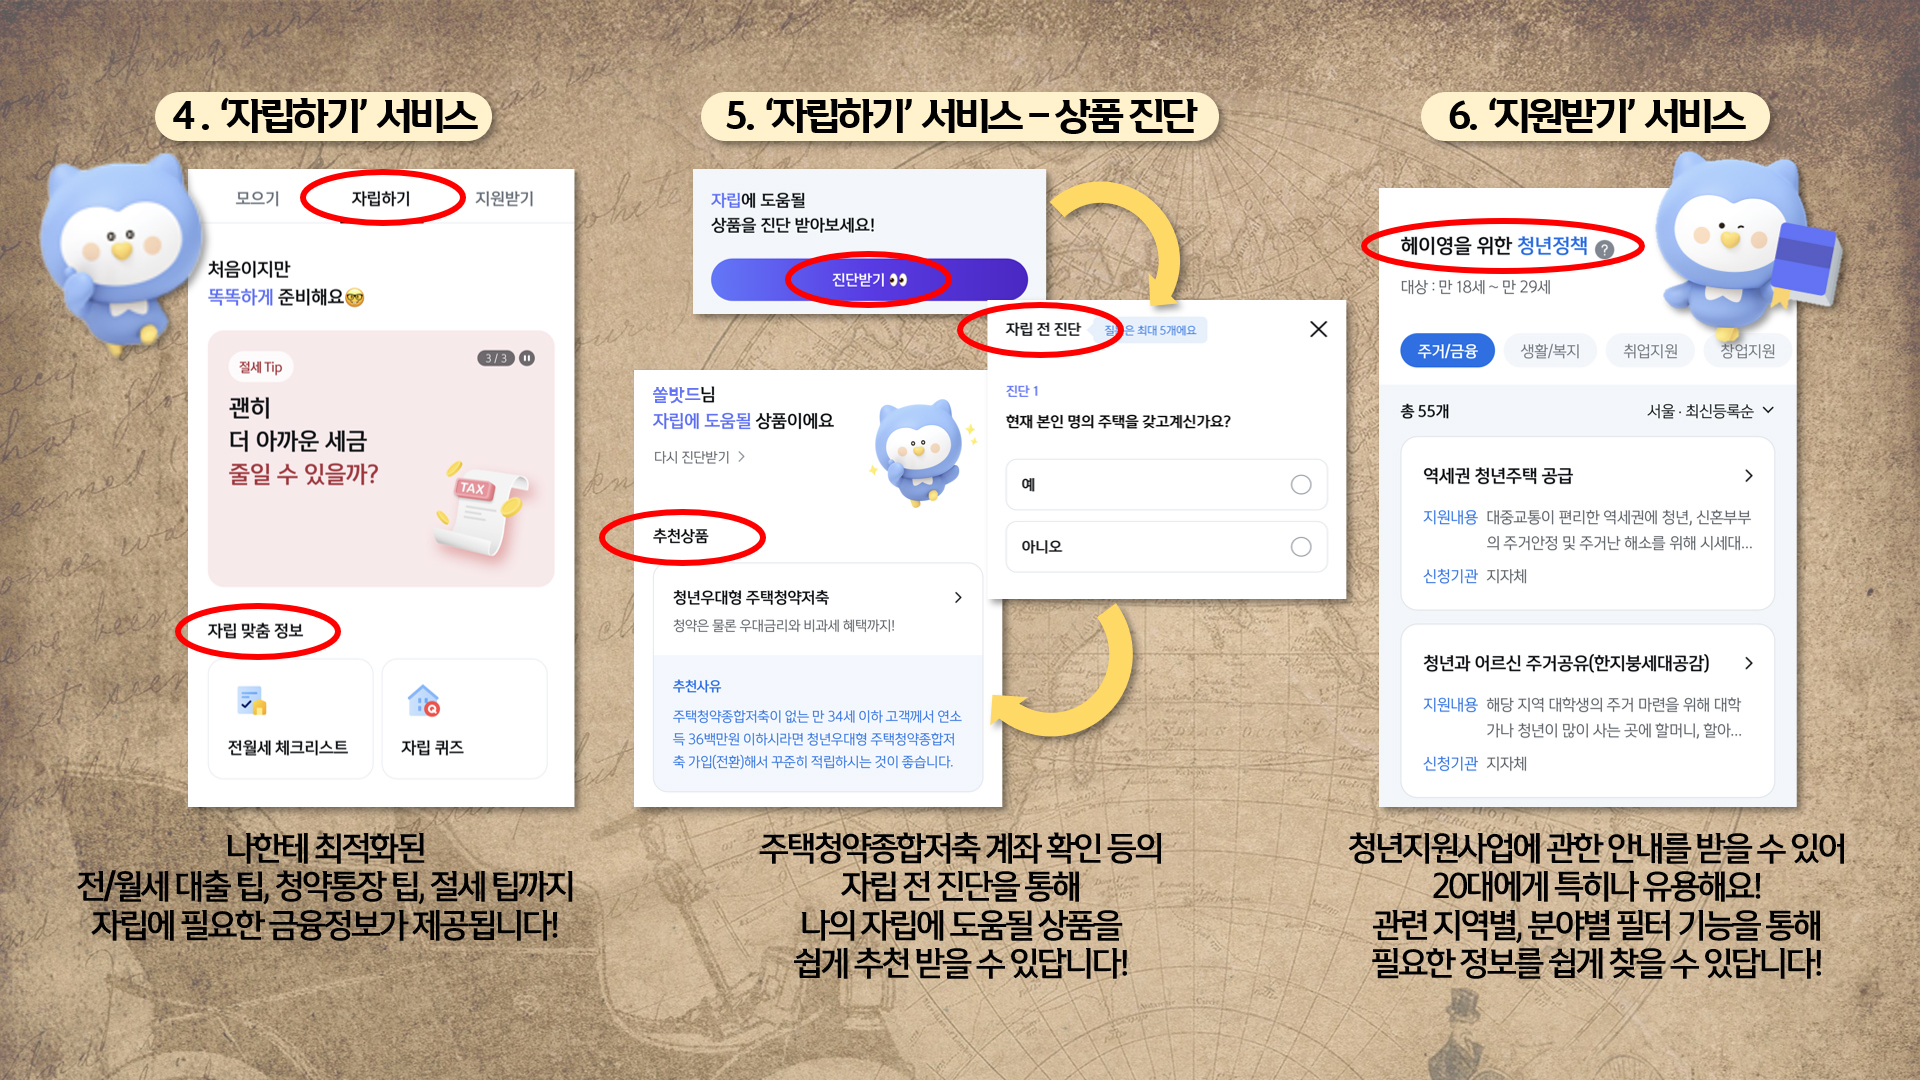 4 . ‘자립하기’ 서비스
모으기
자립하기
지원받기
처음이지만
똑똑하게 준비해요
절세 Tip
3 / 3
괜히
더 아까운 세금
줄일 수 있을까?
TAX
자립 맞춤 정보
전월세 체크리스트
자립 퀴즈
나한테 최적화된
전/월세 대출 팁, 청약통장 팁, 절세 팁까지
자립에 필요한 금융정보가 제공됩니다!
5. ‘자립하기’ 서비스 – 상품 진단
자립에 도움될
상품을 진단 받아보세요!
진단받기
자립 전 진단
은 최대 5개에요
진단 1
현재 본인 명의 주택을 갖고계신가요?
예
아니오
쏠밧드님
자립에 도움될 상품이에요
다시 진단받기 >
추천상품
청년우대형 주택청약저축
청약은 물론 우대금리와 비과세 혜택까지!
추천사유
주택청약종합저축이 없는 만 34세 이하 고객께서 연소
득 36백만원 이하시라면 청년우대형 주택청약종합저
축 가입(전환)해서 꾸준히 적립하시는 것이 좋습니다.
주택청약종합저축 계좌 확인 등의
자립 전 진단을 통해
나의 자립에 도움될 상품을
쉽게 추천 받을 수 있답니다!
6. ‘지원받기’ 서비스
헤이영을 위한 청년정책 ?
대상 : 만 18세 ~ 만 29세
주거/금융
생활/복지
취업지원
창업지원
총 55개
서울 · 최신등록순
역세권 청년주택 공급
지원내용 대중교통이 편리한 역세권에 청년, 신혼부부
의 주거안정 및 주거난 해소를 위해 시세대...
신청기관 지자체
청년과 어르신 주거공유(한지붕세대공감)
지원내용 해당 지역 대학생의 주거 마련을 위해 대학
가나 청년이 많이 사는 곳에 할머니, 할아...
신청기관 지자체
청년지원사업에 관한 안내를 받을 수 있어
20대에게 특히나 유용해요!
관련 지역별, 분야별 필터 기능을 통해
필요한 정보를 쉽게 찾을 수 있답니다!